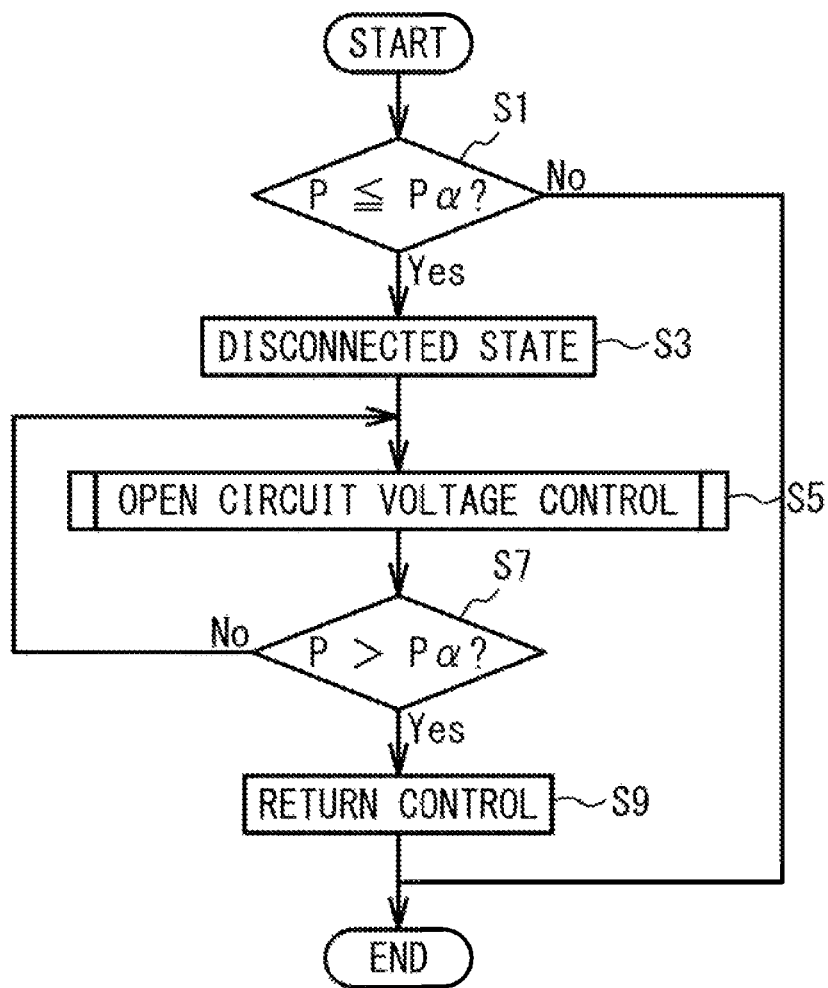 START
S1
P ≦ Pα?
No
Yes
DISCONNECTED STATE
S3
OPEN CIRCUIT VOLTAGE CONTROL
S5
S7
No
P > Pα?
Yes
RETURN CONTROL
S9
END